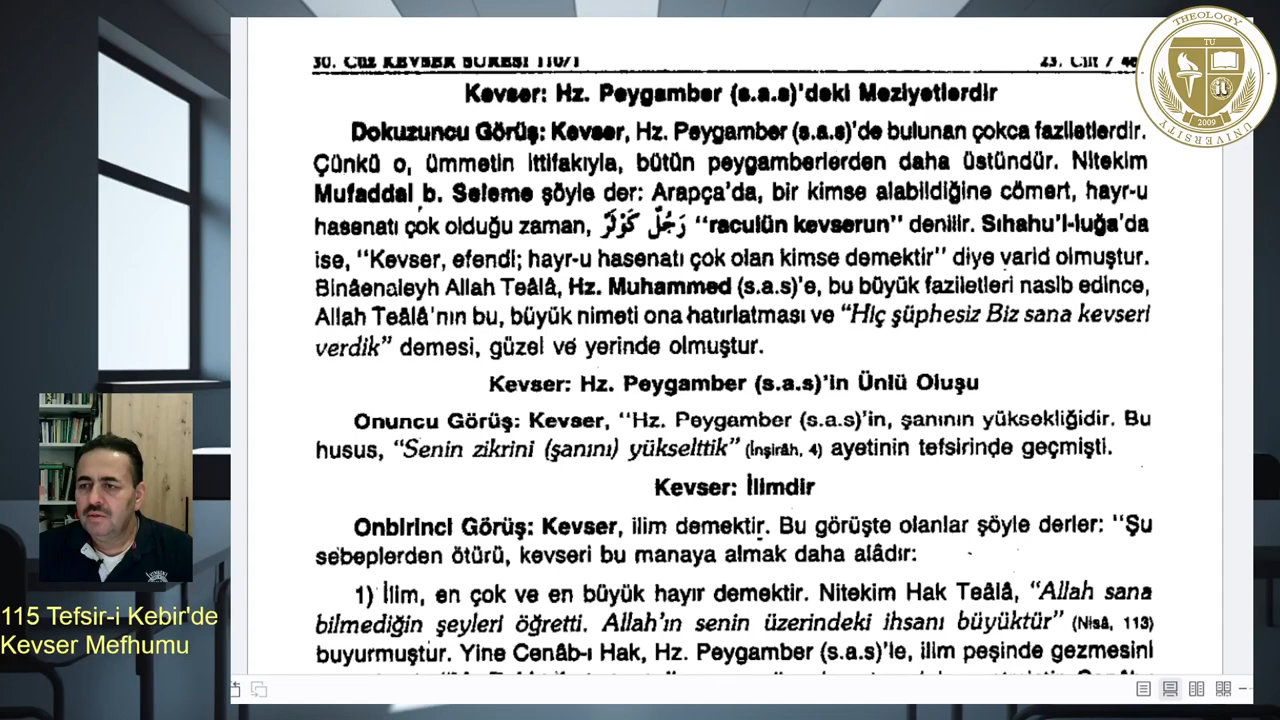 30. Cüz KEVSER SURESİ 110/1 23. Cilt /
THEOLOGY
TU
2009
UNIVERSITY
Kevser: Hz. Peygamber (s.a.s)'deki Meziyetlerdir
Dokuzuncu Görüş: Kevser, Hz. Peygamber (s.a.s)'de bulunan çokca faziletlerdir.
Çünkü o, ümmetin ittifakıyla, bütün peygamberlerden daha üstündür. Nitekim
Mufaddal b. Seleme şöyle der: Arapça'da, bir kimse alabildiğine cömert, hayr-u
hasenatı çok olduğu zaman, رَجُلٌ كَوْثَرٌ "raculün kevserun" denilir. Sıhahu'l-luğa'da
ise, "Kevser, efendi; hayr-u hasenatı çok olan kimse demektir" diye varid olmuştur.
Binâenaleyh Allah Teâlâ, Hz. Muhammed (s.a.s)'e, bu büyük faziletleri nasib edince,
Allah Teâlâ'nın bu, büyük nimeti ona hatırlatması ve "Hiç şüphesiz Biz sana kevseri
verdik" demesi, güzel ve yerinde olmuştur.
Kevser: Hz. Peygamber (s.a.s)'in Ünlü Oluşu
Onuncu Görüş: Kevser, "Hz. Peygamber (s.a.s)'in, şanının yüksekliğidir. Bu
husus, "Senin zikrini (şanını) yükselttik" (İnşirâh, 4) ayetinin tefsirinde geçmişti.
Kevser: İlimdir
Onbirinci Görüş: Kevser, ilim demektir. Bu görüşte olanlar şöyle derler: "Şu
sebeplerden ötürü, kevseri bu manaya almak daha alâdır:
1) İlim, en çok ve en büyük hayır demektir. Nitekim Hak Teâlâ, "Allah sana
bilmediğin şeyleri öğretti. Allah'ın senin üzerindeki ihsanı büyüktür" (Nisâ, 113)
buyurmuştur. Yine Cenâb-ı Hak, Hz. Peygamber (s.a.s)'le, ilim peşinde gezmesini
115 Tefsir-i Kebir'de
Kevser Mefhumu